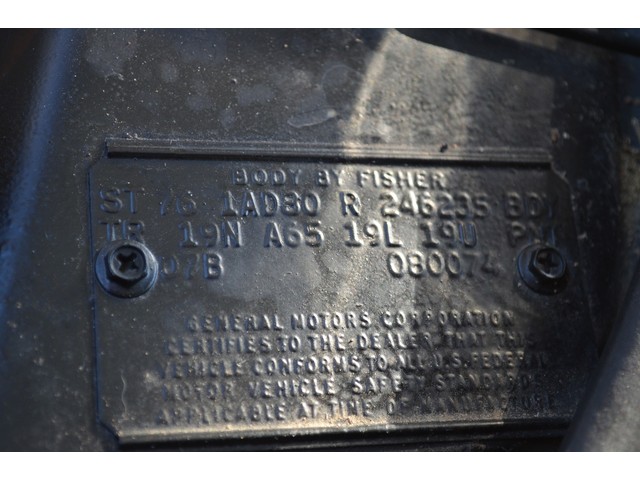 BODY BY FISHER
ST 76 1AD80 R 246235 BDY
TR 19N A65 19L 19U PNT
07B 080074
GENERAL MOTORS CORPORATION
CERTIFIES TO THE DEALER THAT THIS
VEHICLE CONFORMS TO ALL U.S. FEDERAL
MOTOR VEHICLE SAFETY STANDARDS
APPLICABLE AT TIME OF MANUFACTURE